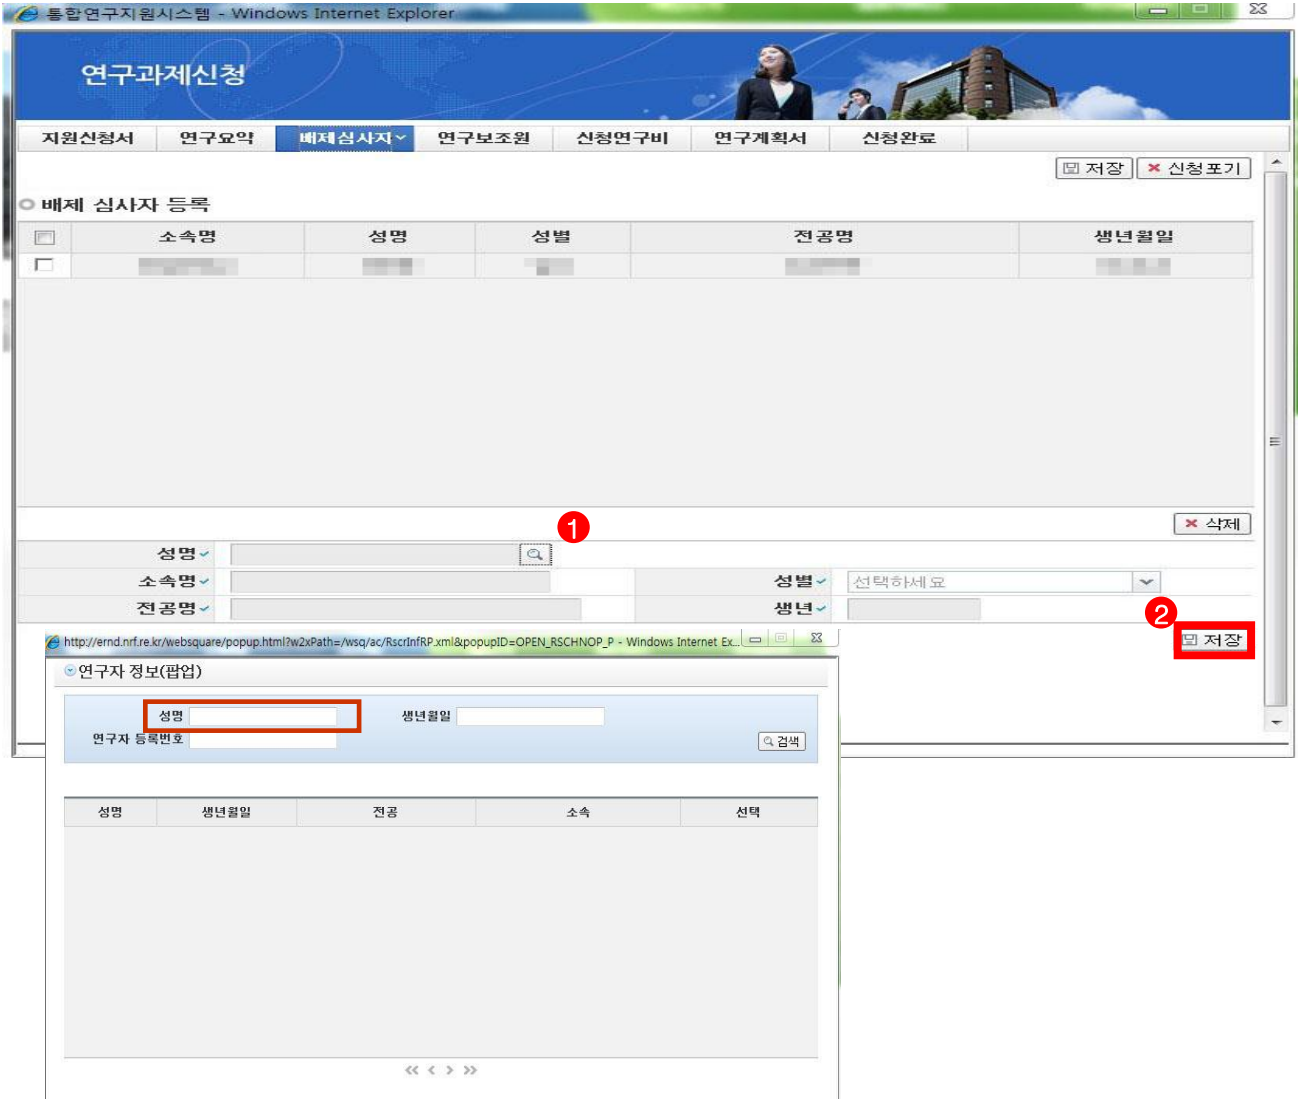 통합연구지원시스템 - Windows Internet Explorer
연구과제신청
지원신청서 연구요약 배제심사자 연구보조원 신청연구비 연구계획서 신청완료
저장 신청포기
배제 심사자 등록
소속명 성명 성별 전공명 생년월일
1
삭제
성명
소속명 성별 선택하세요
전공명 생년
2
저장
http://ernd.nrf.re.kr/websquare/popup.html?w2xPath=/wsq/ac/RscrInfRP.xml&popupID=OPEN_RSCHNOP_P - Windows Internet Ex...
연구자 정보(팝업)
성명 생년월일
연구자 등록번호 검색
성명 생년월일 전공 소속 선택